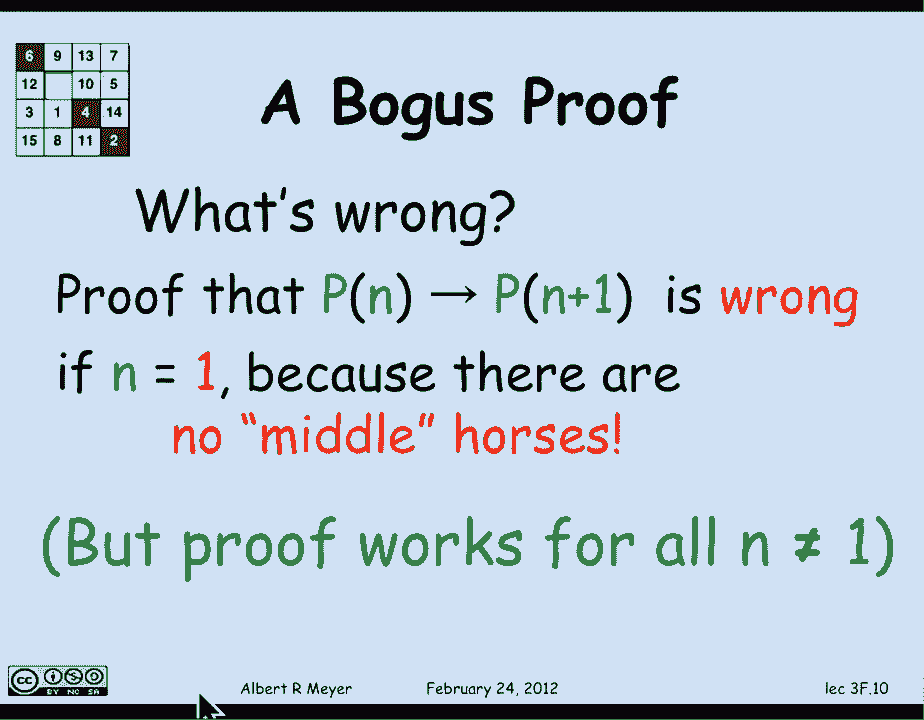 6 9 13 7
12 10 5
3 1 4 14
15 8 11 2
A Bogus Proof
What's wrong?
Proof that P(n) → P(n+1) is wrong
if n = 1, because there are
no “middle” horses!
(But proof works for all n ≠ 1)
cc BY NC SA
Albert R Meyer February 24, 2012 lec 3F.10